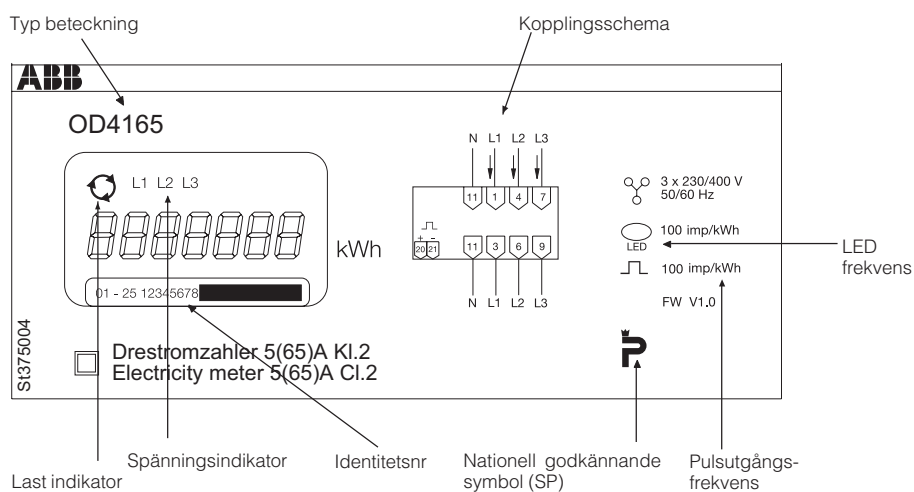 Typ beteckning
Kopplingsschema
ABB
OD4165
L1 L2 L3
kWh
01 - 25 12345678
St375004
Drestromzahler 5(65)A Kl.2
Electricity meter 5(65)A Cl.2
N L1 L2 L3
11 1 4 7
+ -
20 21
11 3 6 9
N L1 L2 L3
3 x 230/400 V
50/60 Hz
100 imp/kWh
LED
100 imp/kWh
FW V1.0
P
LED
frekvens
Last indikator
Spänningsindikator
Identitetsnr
Nationell godkännande
symbol (SP)
Pulsutgångs-
frekvens